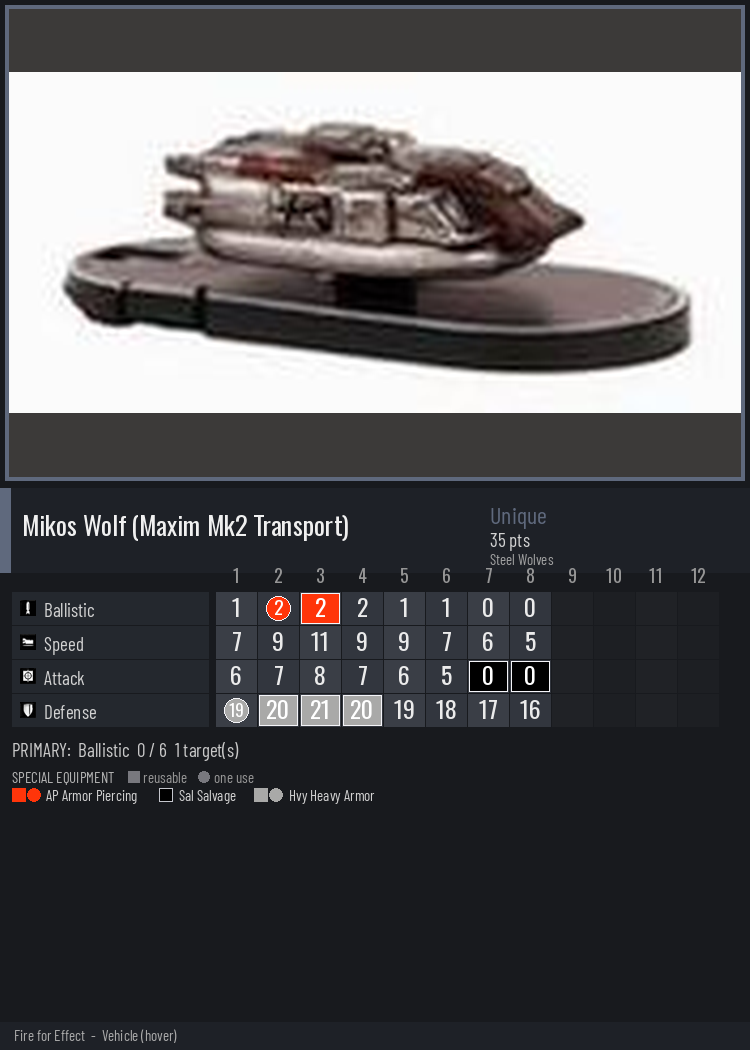 Mikos Wolf (Maxim Mk2 Transport)
Unique
35 pts
Steel Wolves
1 2 3 4 5 6 7 8 9 10 11 12
Ballistic 1 2 2 2 1 1 0 0
Speed 7 9 11 9 9 7 6 5
Attack 6 7 8 7 6 5 0 0
Defense 19 20 21 20 19 18 17 16
PRIMARY: Ballistic 0 / 6 1 target(s)
SPECIAL EQUIPMENT reusable one use
AP Armor Piercing Sal Salvage Hvy Heavy Armor
Fire for Effect - Vehicle (hover)